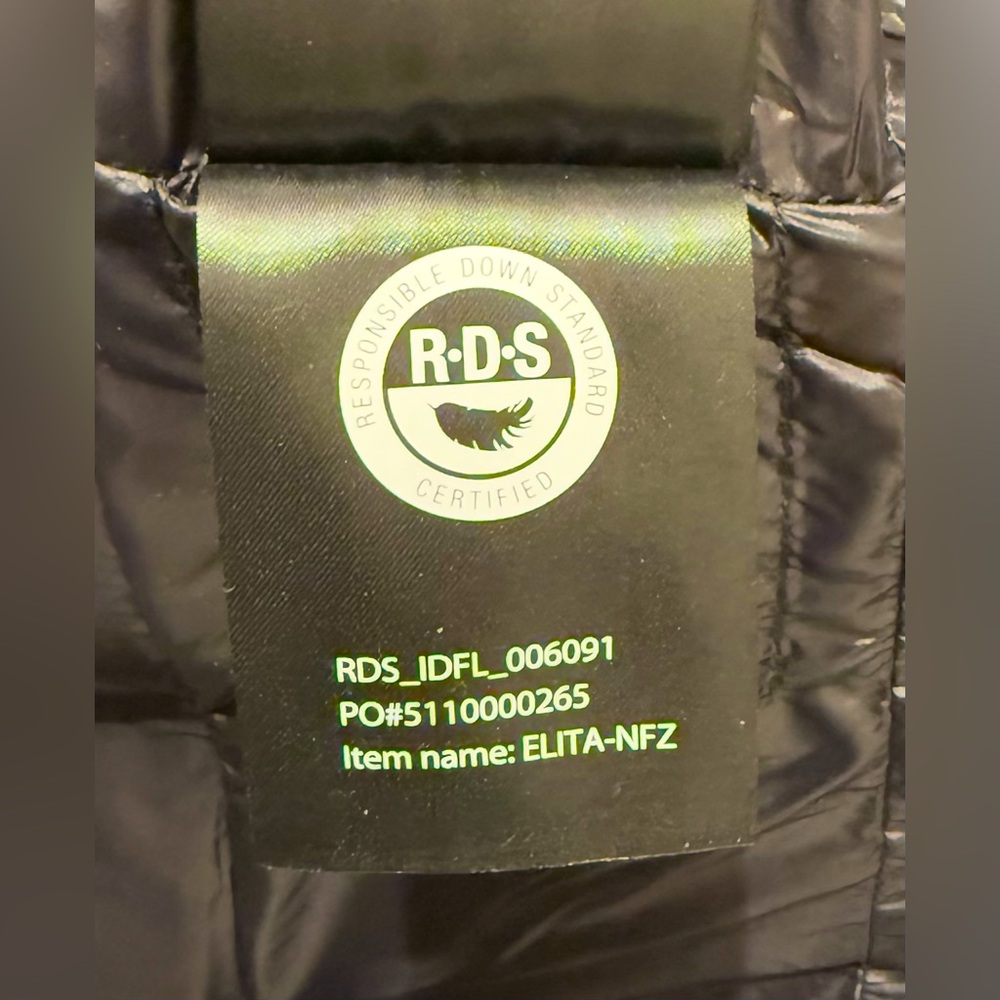 RESPONSIBLE DOWN STANDARD
R·D·S
CERTIFIED
RDS_IDFL_006091
PO#5110000265
Item name: ELITA-NFZ